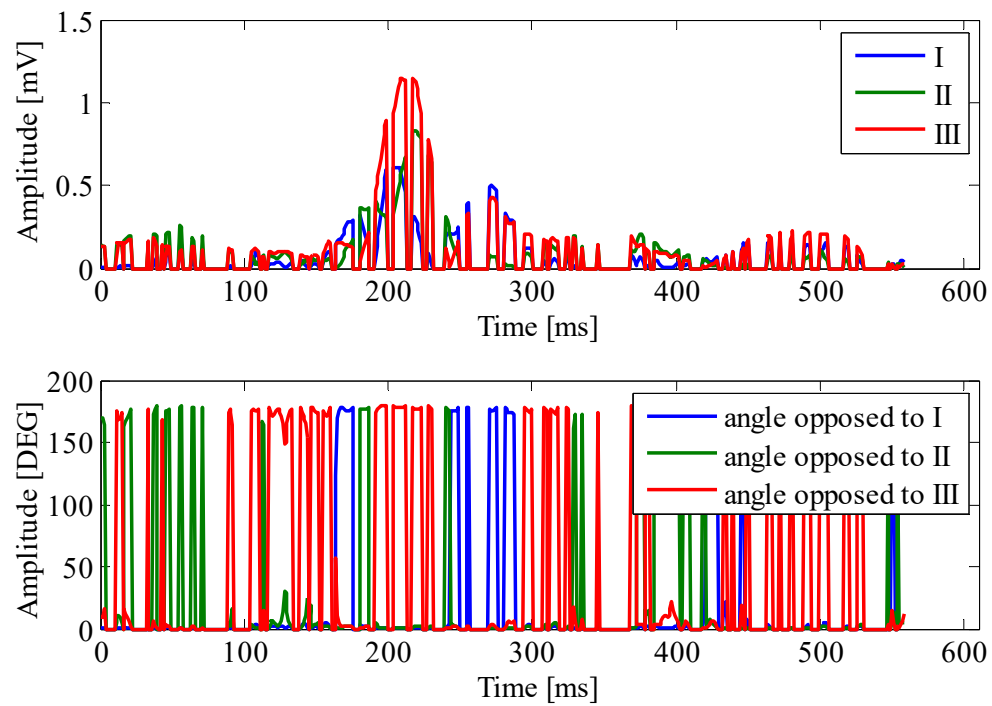 1.5
1
0.5
0
Amplitude [mV]
I
II
III
0 100 200 300 400 500 600
Time [ms]
200
150
100
50
0
Amplitude [DEG]
angle opposed to I
angle opposed to II
angle opposed to III
0 100 200 300 400 500 600
Time [ms]